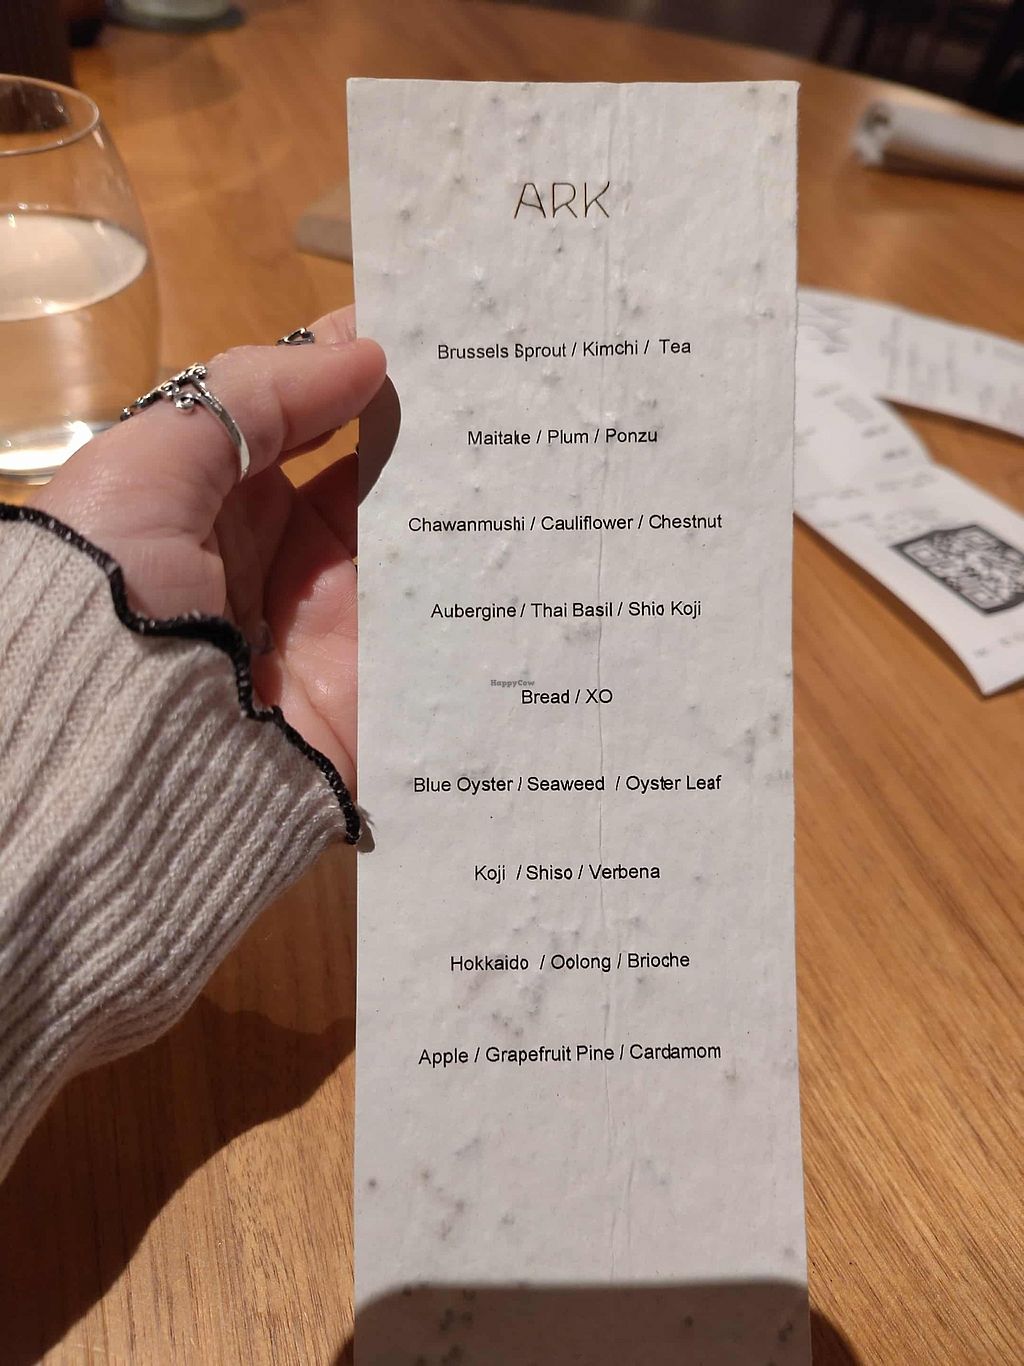 ARK
Brussels Sprout / Kimchi / Tea
Maitake / Plum / Ponzu
Chawanmushi / Cauliflower / Chestnut
Aubergine / Thai Basil / Shio Koji
HappyCow
Bread / XO
Blue Oyster / Seaweed / Oyster Leaf
Koji / Shiso / Verbena
Hokkaido / Oolong / Brioche
Apple / Grapefruit Pine / Cardamom